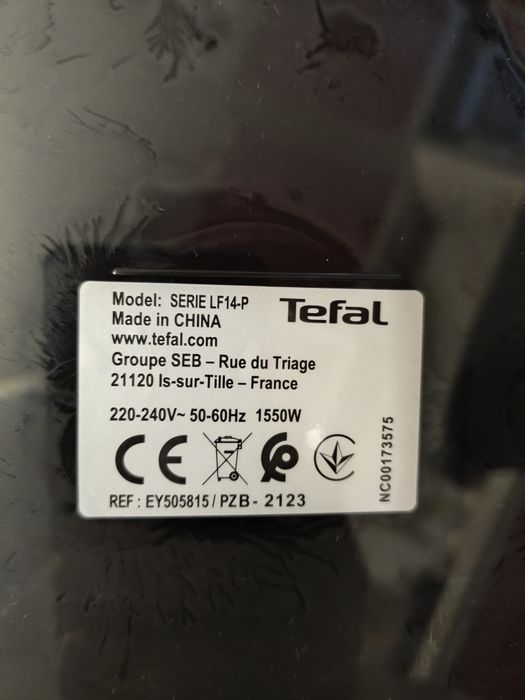 Model: SERIE LF14-P
Tefal
Made in CHINA
www.tefal.com
Groupe SEB – Rue du Triage
21120 Is-sur-Tille – France
220-240V~ 50-60Hz 1550W
CE
REF : EY505815 / PZB - 2123
NC00173575